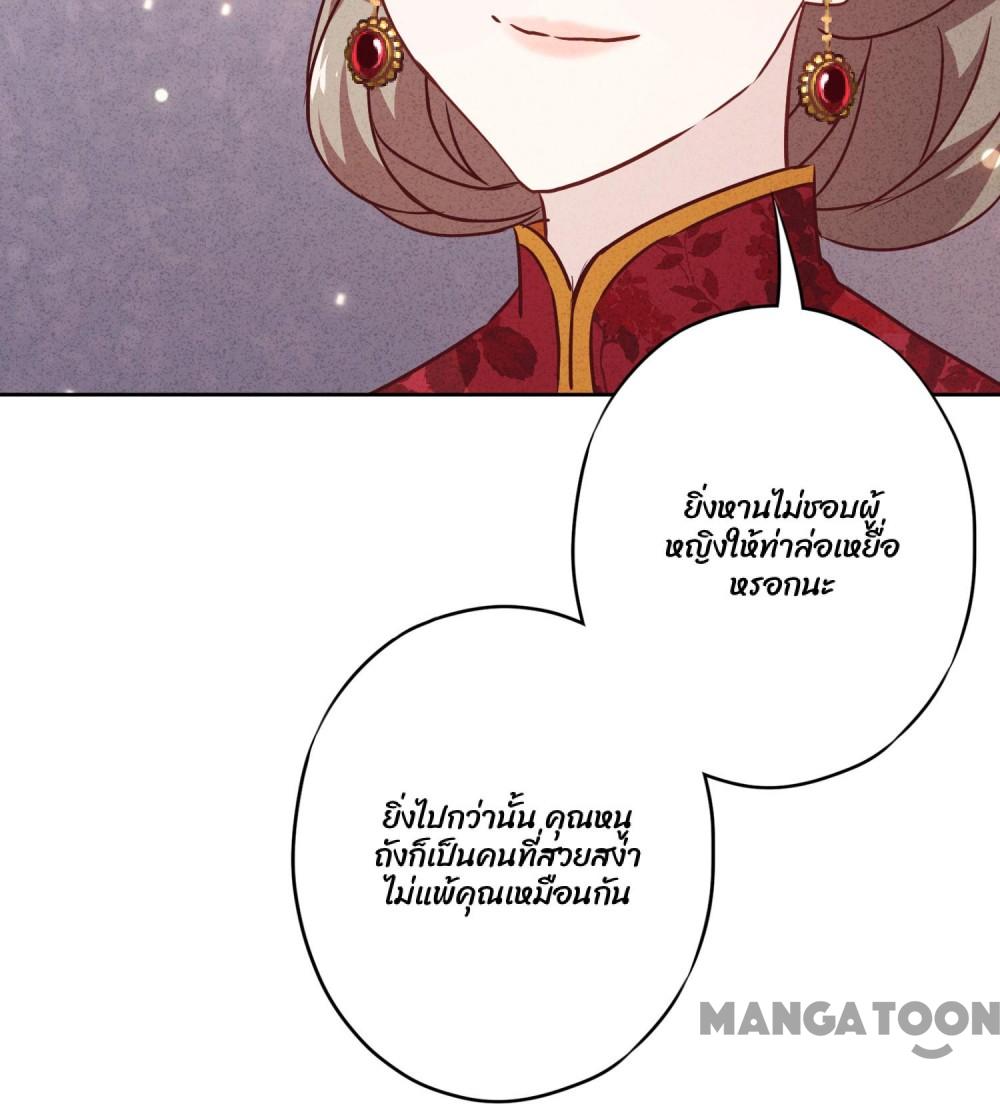 ยิ่งหานไม่ชอบผู้
หญิงให้ท่าล่อเหยื่อ
หรอกนะ
ยิ่งไปกว่านั้น คุณหนู
ถังก็เป็นคนที่สวยสง่า
ไม่แพ้คุณเหมือนกัน
MANGATOON